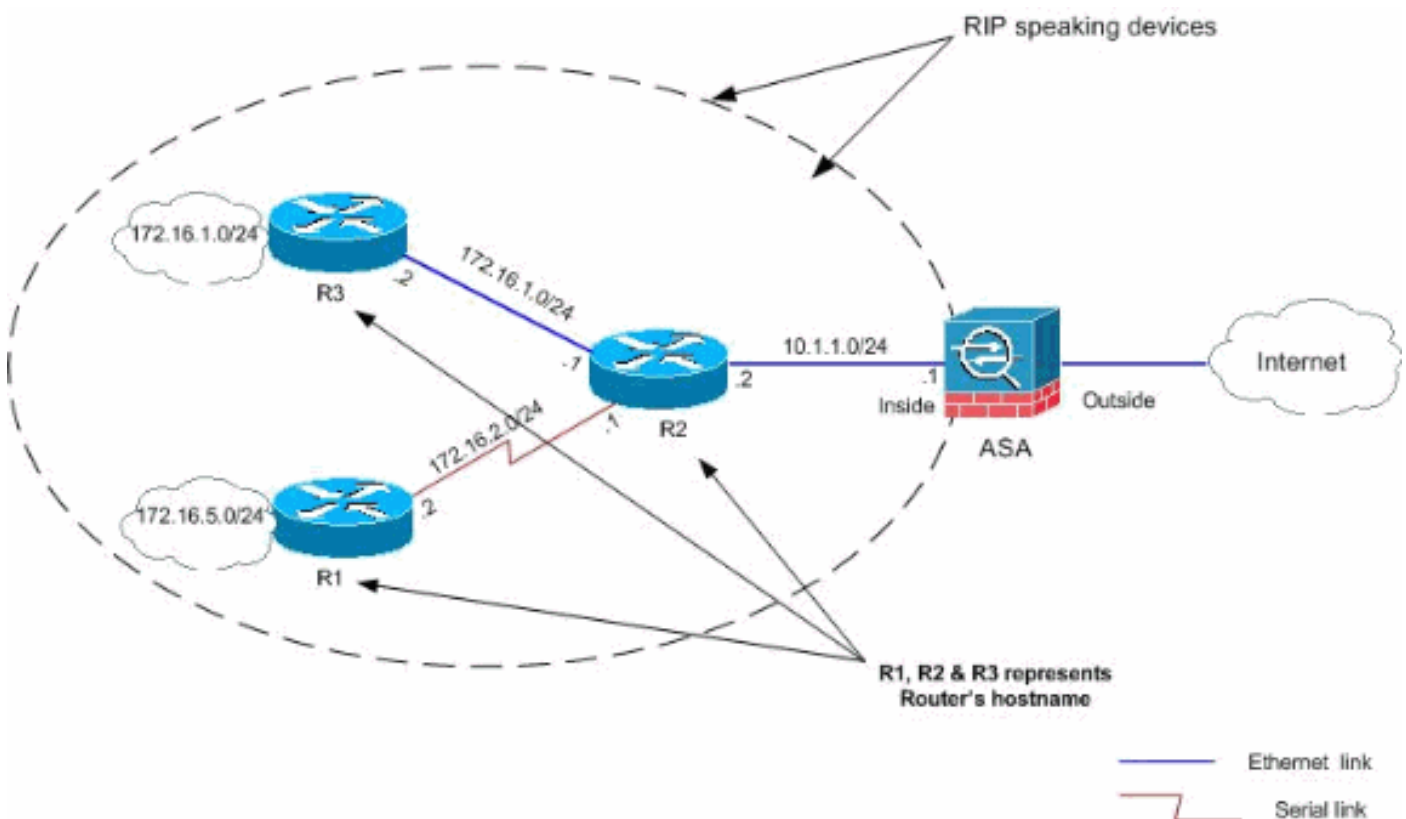 RIP speaking devices
172.16.1.0/24
R3
.2
172.16.1.0/24
.1
R2
10.1.1.0/24
.2
.1
Inside
Outside
ASA
Internet
172.16.2.0/24
.1
172.16.5.0/24
.2
R1
R1, R2 & R3 represents
Router's hostname
Ethernet link
Serial link